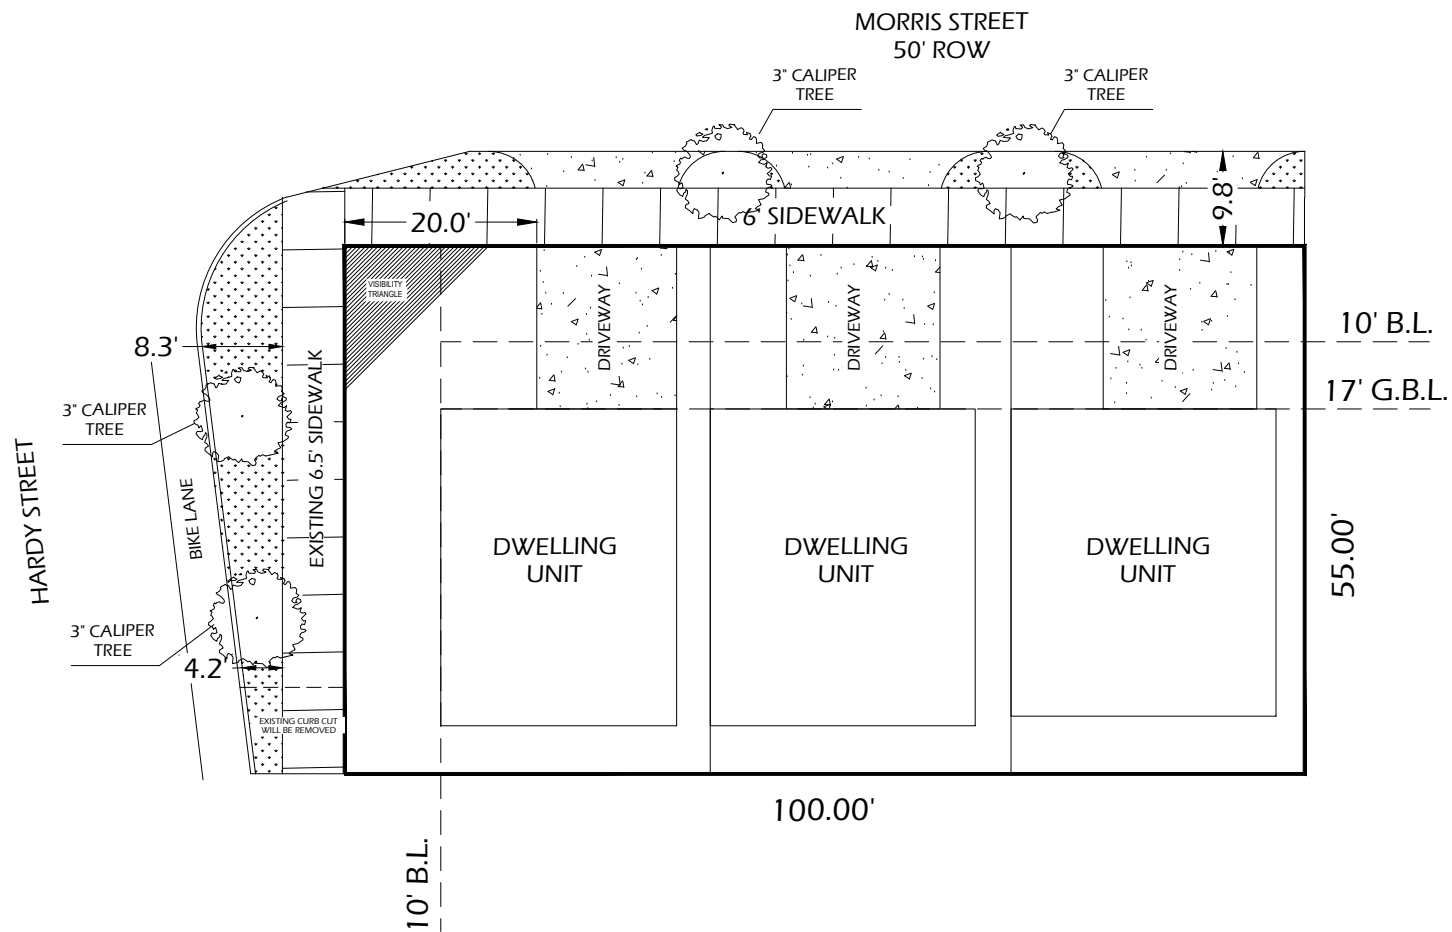 MORRIS STREET
50' ROW
3" CALIPER
TREE
3" CALIPER
TREE
20.0'
6' SIDEWALK
9.8'
VISIBILITY
TRIANGLE
DRIVEWAY
DRIVEWAY
DRIVEWAY
10' B.L.
17' G.B.L.
8.3'
3" CALIPER
TREE
HARDY STREET
BIKE LANE
EXISTING 6.5' SIDEWALK
DWELLING
UNIT
DWELLING
UNIT
DWELLING
UNIT
55.00'
3" CALIPER
TREE
4.2'
EXISTING CURB CUT
WILL BE REMOVED
100.00'
10' B.L.